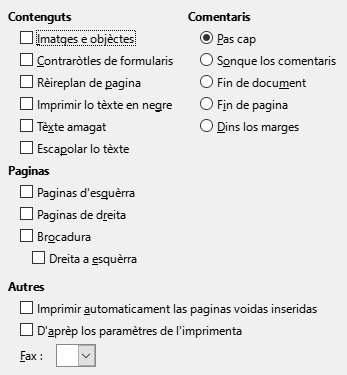 Contenguts
Imatges e objèctes
Contraròtles de formularis
Rèireplan de pagina
Imprimir lo tèxte en negre
Tèxte amagat
Escapolar lo tèxte
Comentaris
Pas cap
Sonque los comentaris
Fin de document
Fin de pagina
Dins los marges
Paginas
Paginas d'esquèrra
Paginas de dreita
Brocadura
Dreita a esquèrra
Autres
Imprimir automaticament las paginas voidas inseridas
D'aprèp los paramètres de l'imprimenta
Fax :